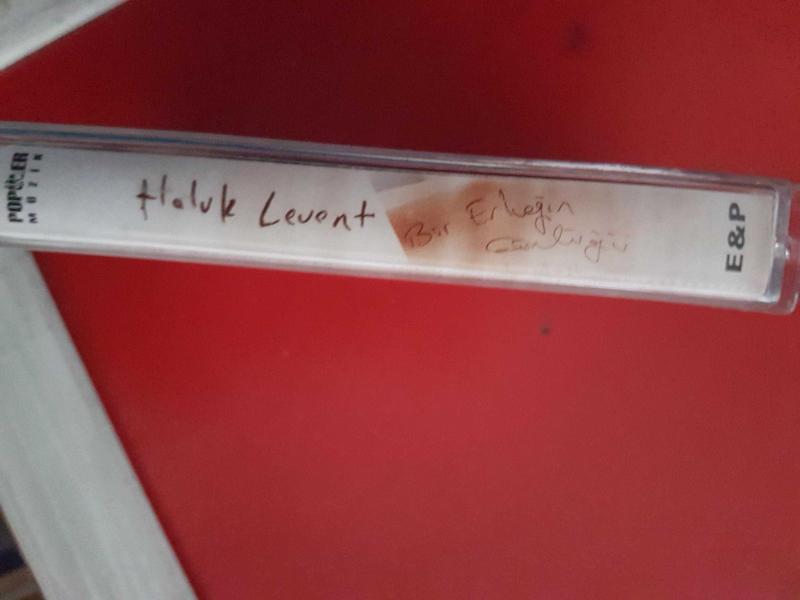 POPÜLER
MÜZİK
Haluk Levent
Bir Erkeğin
Günlüğü
E&P